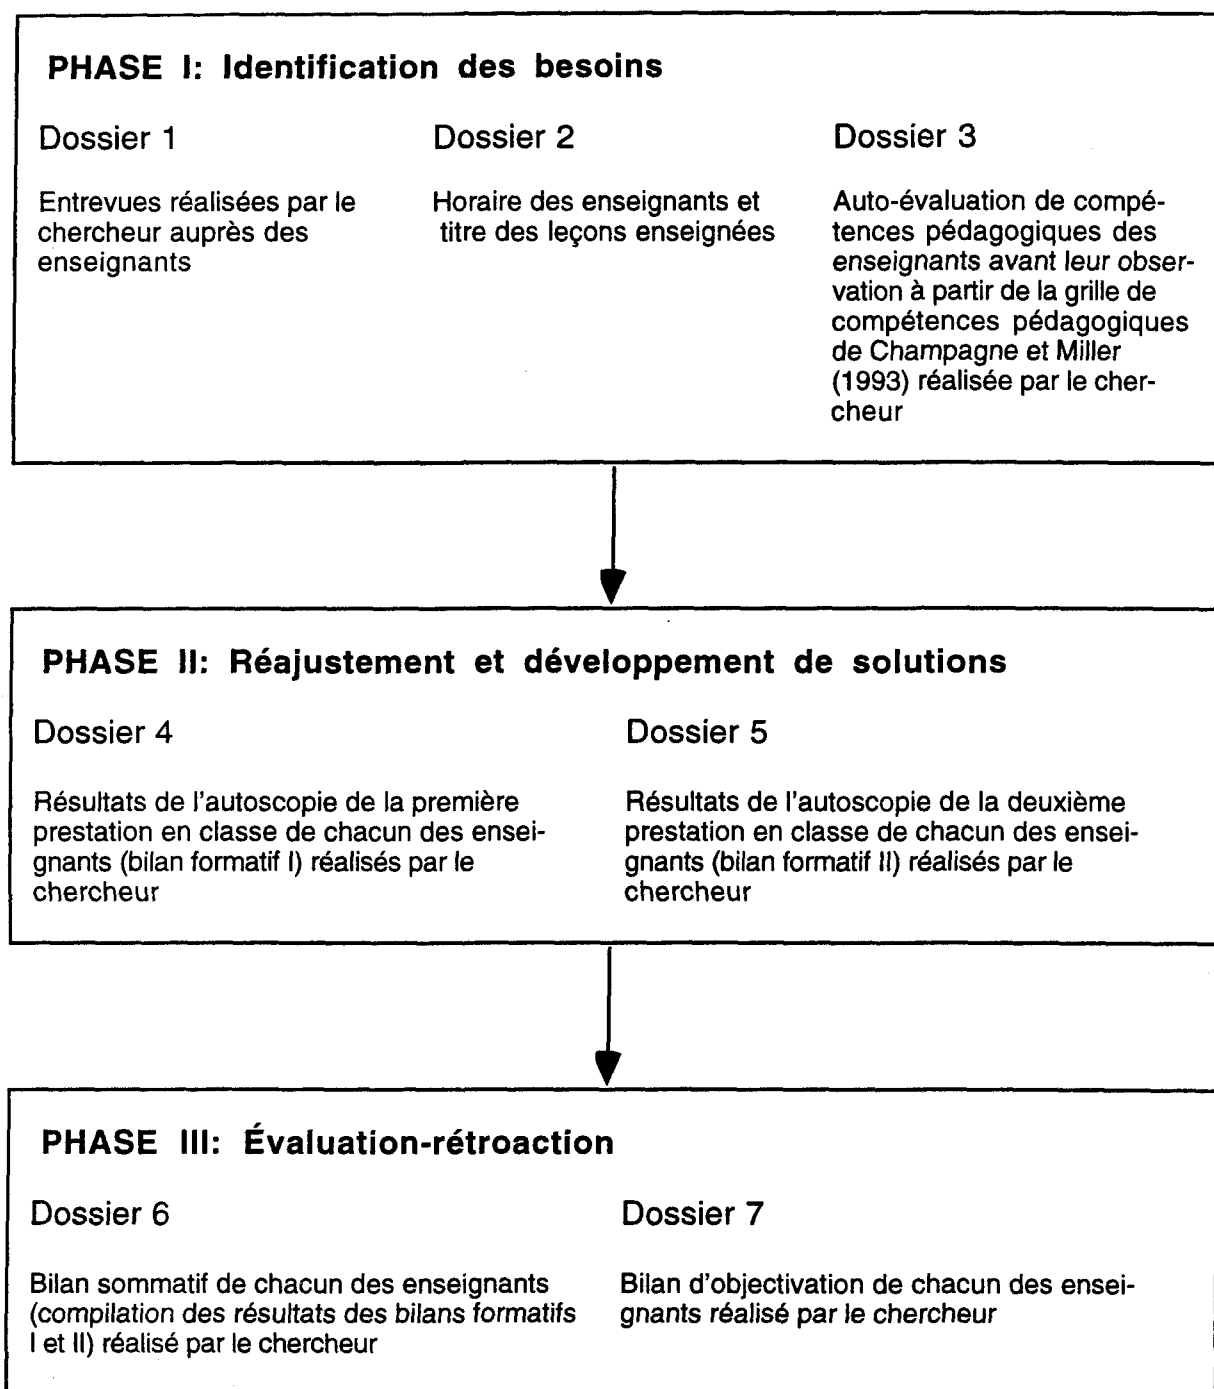 PHASE I: Identification des besoins
Dossier 1
Entrevues réalisées par le
chercheur auprès des
enseignants
Dossier 2
Horaire des enseignants et
titre des leçons enseignées
Dossier 3
Auto-évaluation de compé-
tences pédagogiques des
enseignants avant leur obser-
vation à partir de la grille de
compétences pédagogiques
de Champagne et Miller
(1993) réalisée par le cher-
cheur
PHASE II: Réajustement et développement de solutions
Dossier 4
Résultats de l'autoscopie de la première
prestation en classe de chacun des ensei-
gnants (bilan formatif I) réalisés par le
chercheur
Dossier 5
Résultats de l'autoscopie de la deuxième
prestation en classe de chacun des ensei-
gnants (bilan formatif II) réalisés par le
chercheur
PHASE III: Évaluation-rétroaction
Dossier 6
Bilan sommatif de chacun des enseignants
(compilation des résultats des bilans formatifs
I et II) réalisé par le chercheur
Dossier 7
Bilan d'objectivation de chacun des ensei-
gnants réalisé par le chercheur